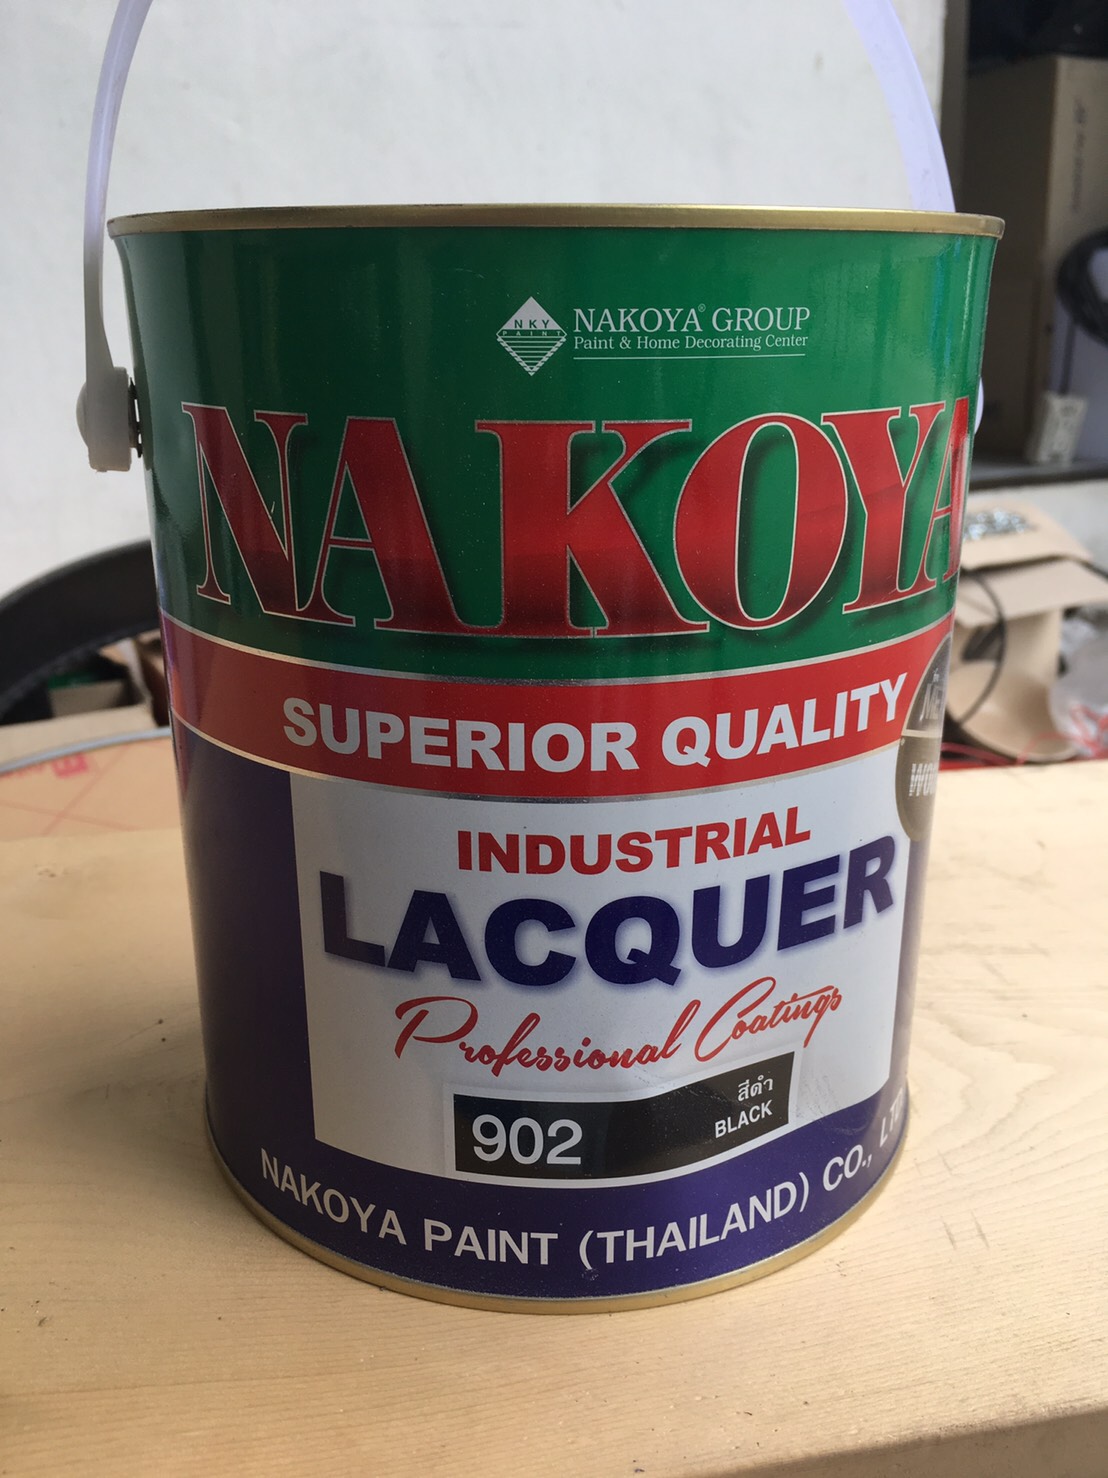 NKY
PAINT
NAKOYA® GROUP
Paint & Home Decorating Center
NAKOYA
SUPERIOR QUALITY
INDUSTRIAL
LACQUER
Professional Coatings
902
สีดำ
BLACK
NAKOYA PAINT (THAILAND) CO., LTD